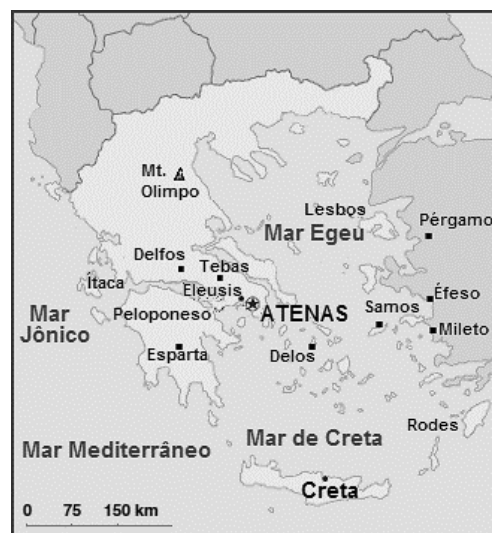 Mt.
Olimpo
Lesbos
Mar Egeu
Pérgamo
Delfos
Tebas
Itaca
Eleusis
Éfeso
Mar
Jônico
Peloponeso
ATENAS
Samos
Mileto
Esparta
Delos
Rodes
Mar Mediterrâneo
Mar de Creta
Creta
0 75 150 km